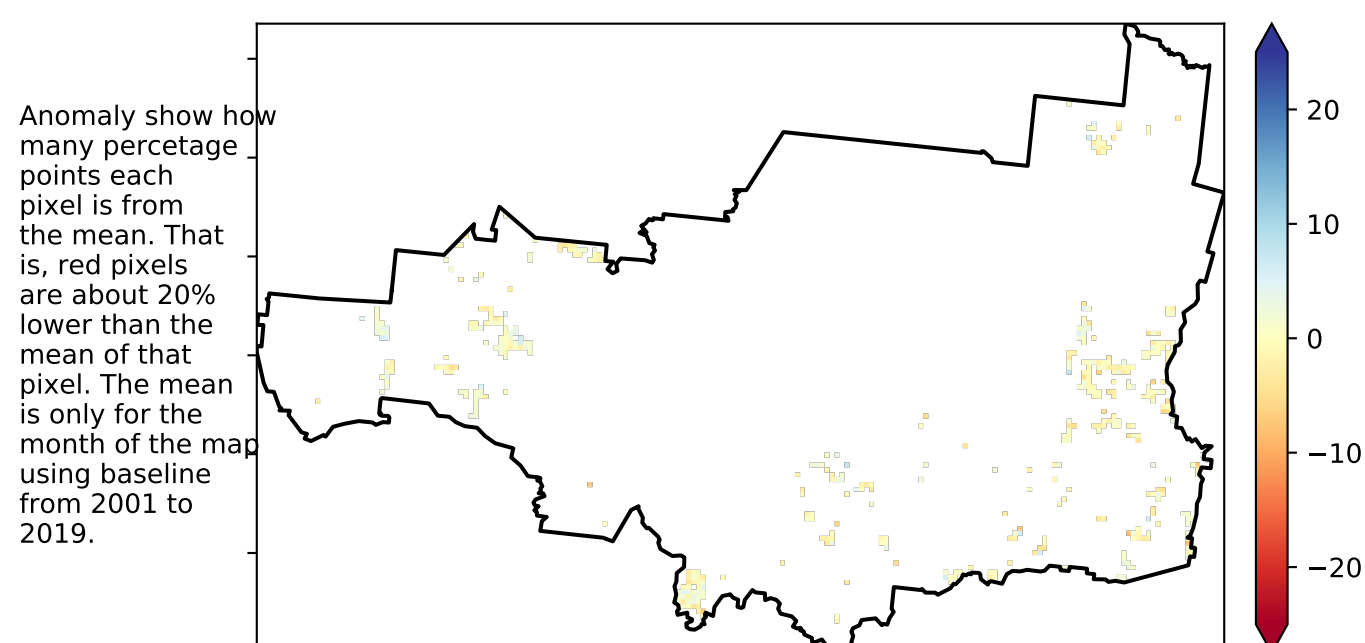 Anomaly show how
many percetage
points each
pixel is from
the mean. That
is, red pixels
are about 20%
lower than the
mean of that
pixel. The mean
is only for the
month of the map
using baseline
from 2001 to
2019.
20
10
0
−10
−20